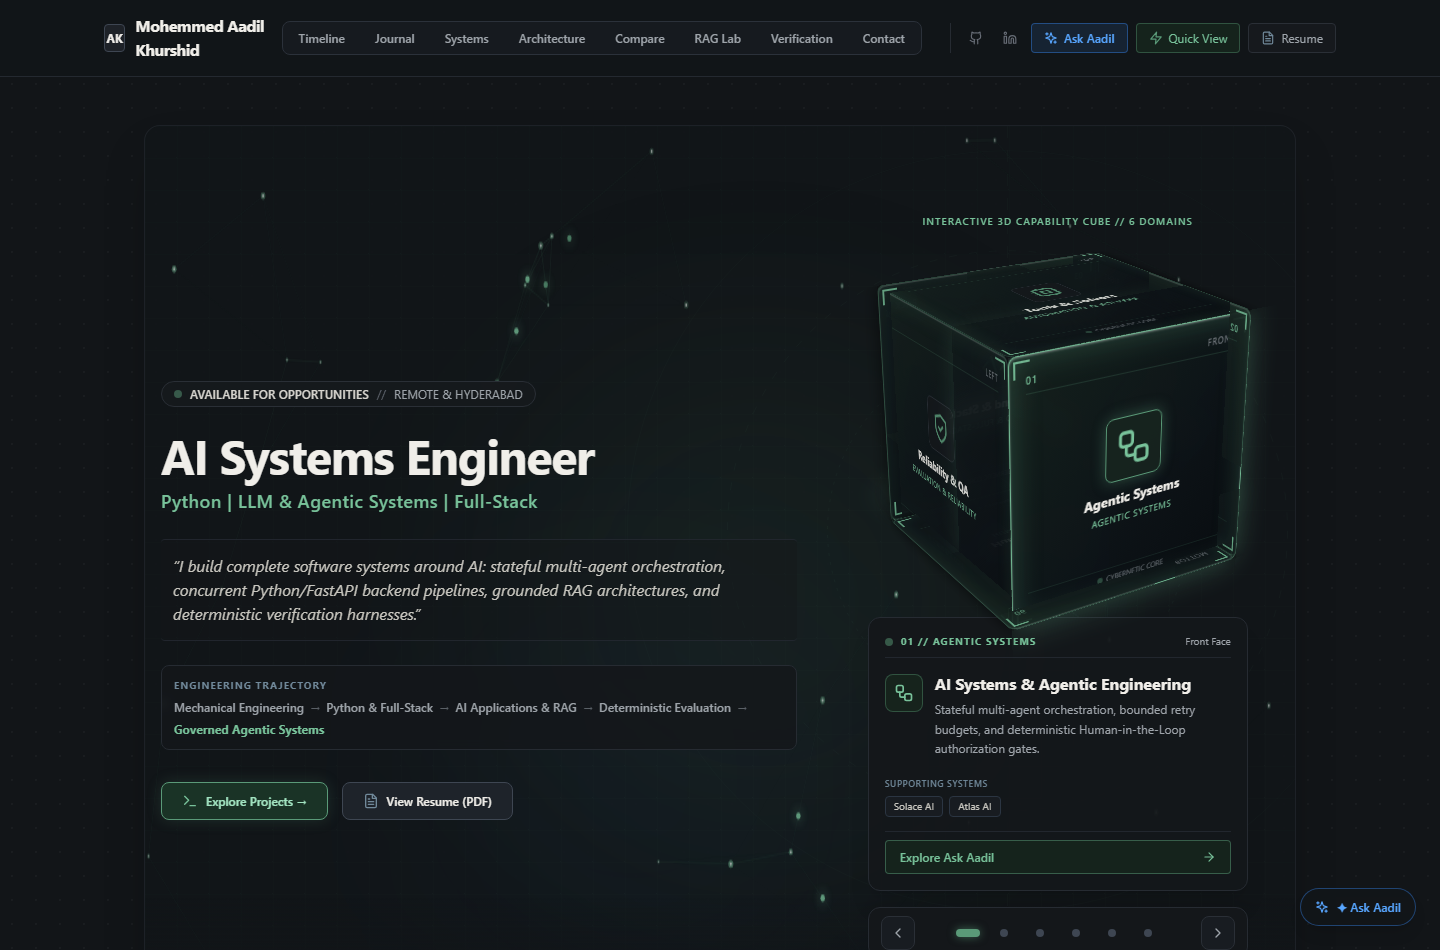 AK
Mohemmed Aadil
Khurshid
Timeline
Journal
Systems
Architecture
Compare
RAG Lab
Verification
Contact
Ask Aadil
Quick View
Resume
INTERACTIVE 3D CAPABILITY CUBE // 6 DOMAINS
AVAILABLE FOR OPPORTUNITIES // REMOTE & HYDERABAD
AI Systems Engineer
Python | LLM & Agentic Systems | Full-Stack
“I build complete software systems around AI: stateful multi-agent orchestration,
concurrent Python/FastAPI backend pipelines, grounded RAG architectures, and
deterministic verification harnesses.”
ENGINEERING TRAJECTORY
Mechanical Engineering → Python & Full-Stack → AI Applications & RAG → Deterministic Evaluation →
Governed Agentic Systems
Explore Projects →
View Resume (PDF)
LEFT
Reliability & QA
EVALUATION & RELIABILITY
01
Agentic Systems
AGENTIC SYSTEMS
CYBERNETIC CORE
01 // AGENTIC SYSTEMS
Front Face
AI Systems & Agentic Engineering
Stateful multi-agent orchestration, bounded retry
budgets, and deterministic Human-in-the-Loop
authorization gates.
SUPPORTING SYSTEMS
Solace AI
Atlas AI
Explore Ask Aadil →
✦ Ask Aadil